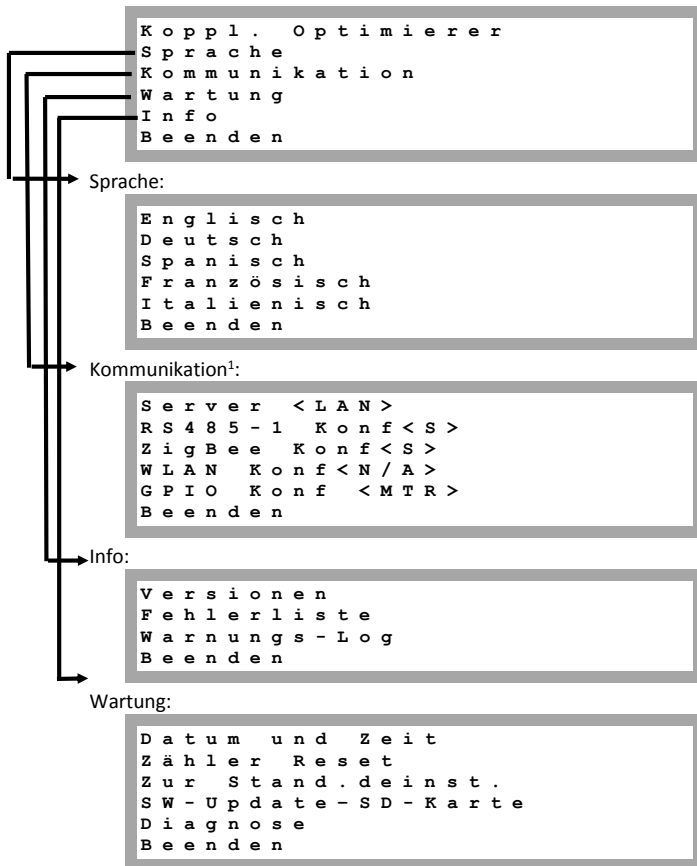 Koppl. Optimierer
Sprache
Kommunikation
Wartung
Info
Beenden
Sprache:
Englisch
Deutsch
Spanisch
Französisch
Italienisch
Beenden
Kommunikation¹:
Server <LAN>
RS485-1 Konf<S>
ZigBee Konf<S>
WLAN Konf<N/A>
GPIO Konf <MTR>
Beenden
Info:
Versionen
Fehlerliste
Warnungs-Log
Beenden
Wartung:
Datum und Zeit
Zähler Reset
Zur Stand.deinst.
SW-Update-SD-Karte
Diagnose
Beenden